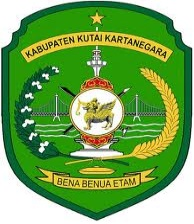 KABUPATEN KUTAI KARTANEGARA
BENA BENUA ETAM